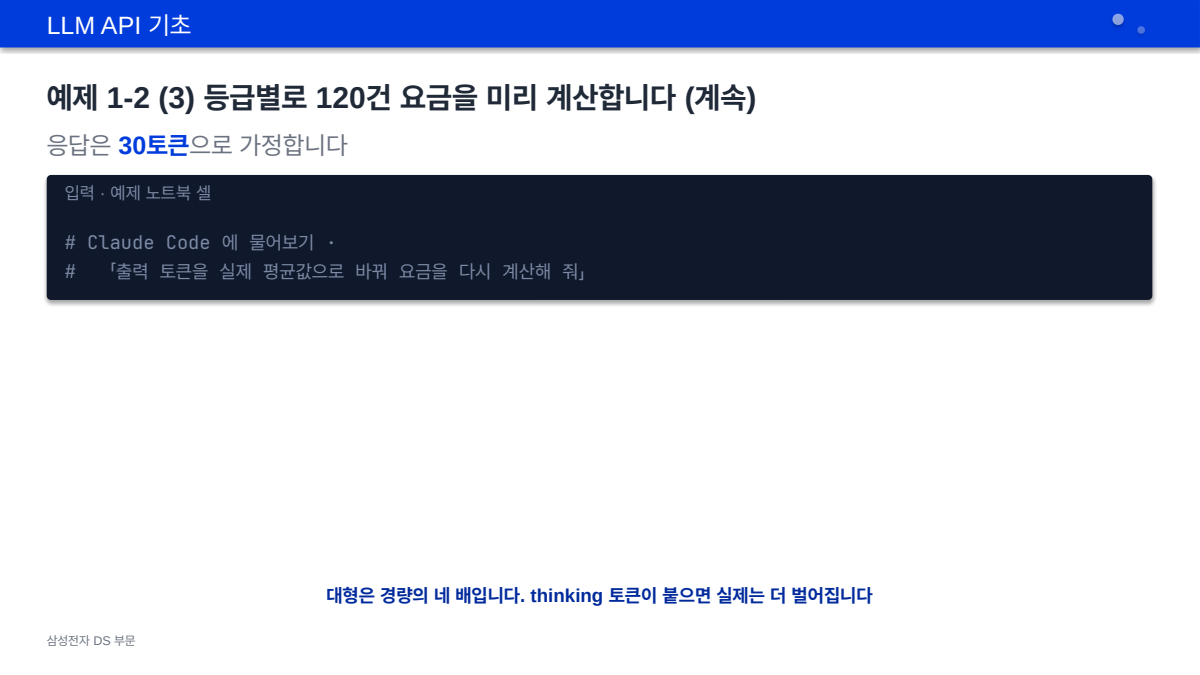 LLM API 기초
예제 1-2 (3) 등급별로 120건 요금을 미리 계산합니다 (계속)
응답은 30토큰으로 가정합니다
입력 · 예제 노트북 셀
# Claude Code 에 물어보기 ·
#   「출력 토큰을 실제 평균값으로 바꿔 요금을 다시 계산해 줘」
대형은 경량의 네 배입니다. thinking 토큰이 붙으면 실제는 더 벌어집니다
삼성전자 DS 부문